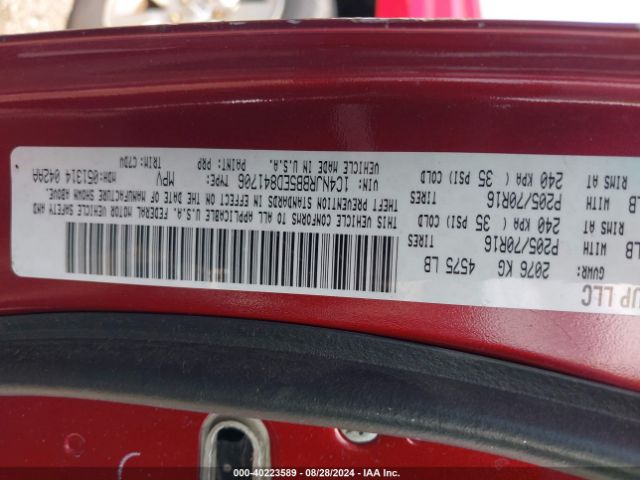 UP LLC
GVWR: 2076 KG 4575 LB
LB WITH P205/70R16 TIRES
RIMS AT 240 KPA ( 35 PSI) COLD
LB WITH P205/70R16 TIRES
RIMS AT 240 KPA ( 35 PSI) COLD
THIS VEHICLE CONFORMS TO ALL APPLICABLE U.S.A. FEDERAL MOTOR VEHICLE SAFETY AND
THEFT PREVENTION STANDARDS IN EFFECT ON THE DATE OF MANUFACTURE SHOWN ABOVE.
VIN: 1C4NJRBB5ED841706 TYPE: MPV MDH:051314 042AA
VEHICLE MADE IN U.S.A. PAINT: PRP TRIM: C7DV
000-40223589 - 08/28/2024 - IAA Inc.